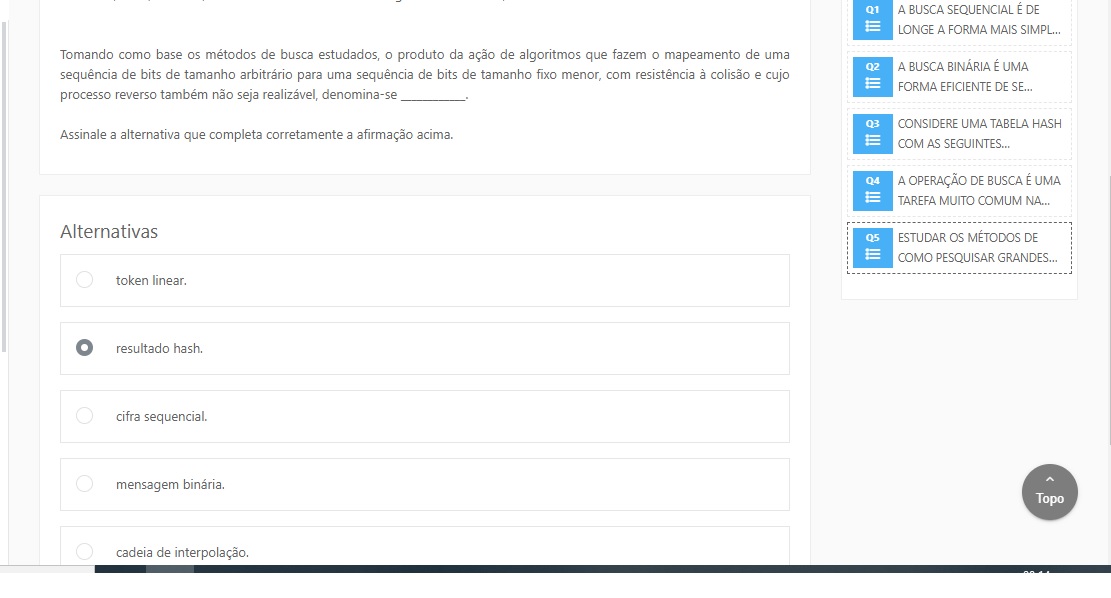 Tomando como base os métodos de busca estudados, o produto da ação de algoritmos que fazem o mapeamento de uma
sequência de bits de tamanho arbitrário para uma sequência de bits de tamanho fixo menor, com resistência à colisão e cujo
processo reverso também não seja realizável, denomina-se ___________.
Assinale a alternativa que completa corretamente a afirmação acima.
Alternativas
token linear.
resultado hash.
cifra sequencial.
mensagem binária.
cadeia de interpolação.
Q1
A BUSCA SEQUENCIAL É DE
LONGE A FORMA MAIS SIMPL...
Q2
A BUSCA BINÁRIA É UMA
FORMA EFICIENTE DE SE...
Q3
CONSIDERE UMA TABELA HASH
COM AS SEGUINTES...
Q4
A OPERAÇÃO DE BUSCA É UMA
TAREFA MUITO COMUM NA...
Q5
ESTUDAR OS MÉTODOS DE
COMO PESQUISAR GRANDES...
Topo